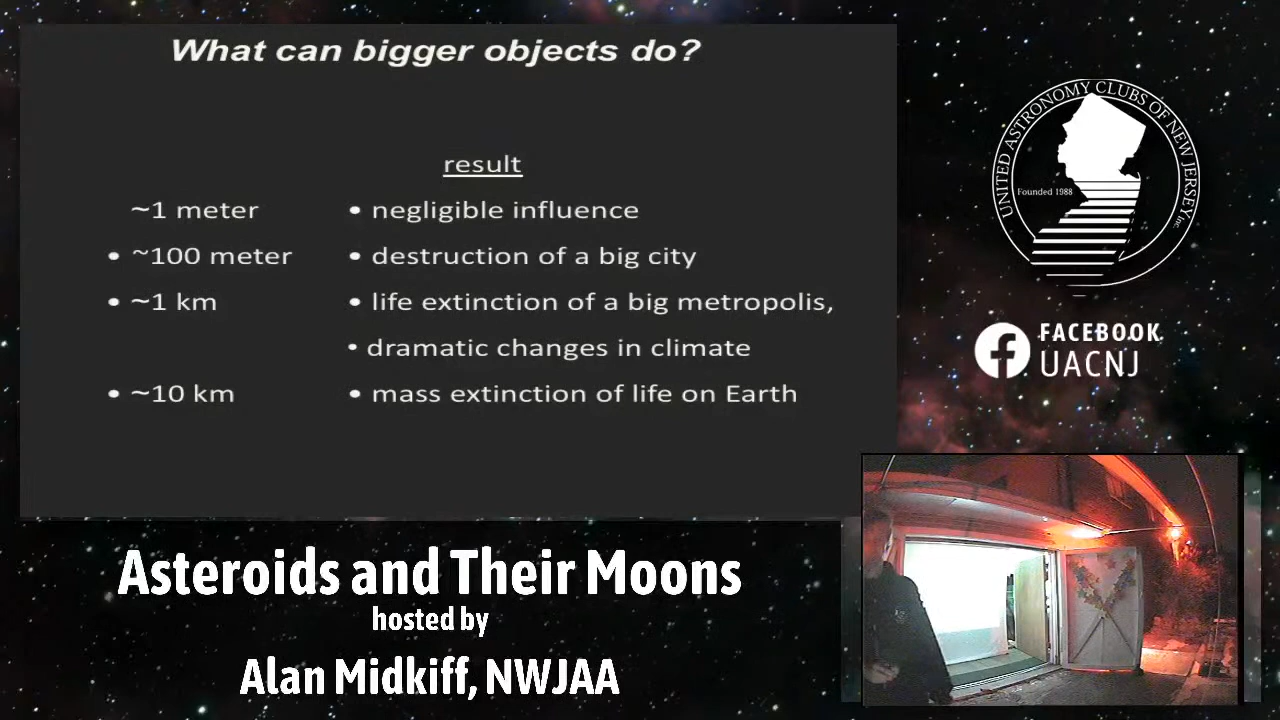 What can bigger objects do?
result
~1 meter • negligible influence
• ~100 meter • destruction of a big city
• ~1 km • life extinction of a big metropolis,
• dramatic changes in climate
• ~10 km • mass extinction of life on Earth
UNITED ASTRONOMY CLUBS OF NEW JERSEY Inc.
Founded 1988
FACEBOOK
UACNJ
Asteroids and Their Moons
hosted by
Alan Midkiff, NWJAA